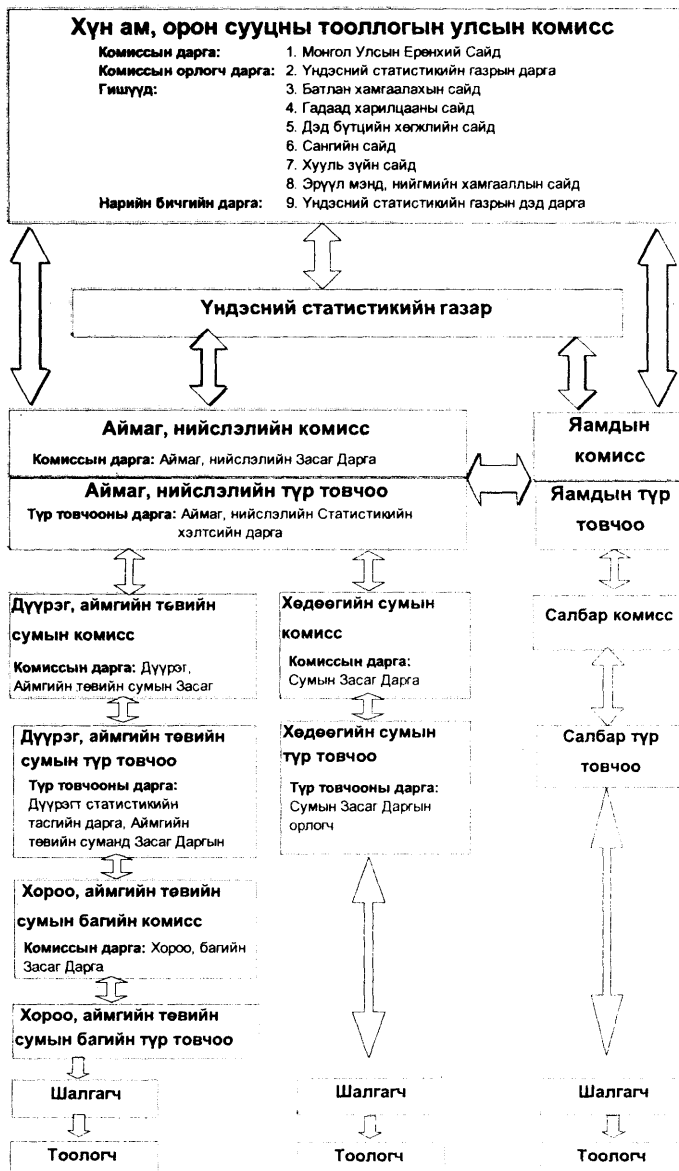 Хүн ам, орон сууцны тооллогын улсын комисс
Комиссын дарга: 1. Монгол Улсын Ерөнхий Сайд
Комиссын орлогч дарга: 2. Үндэсний статистикийн газрын дарга
Гишүүд: 3. Батлан хамгаалахын сайд
4. Гадаад харилцааны сайд
5. Дэд бүтцийн хөгжлийн сайд
6. Сангийн сайд
7. Хууль зүйн сайд
8. Эрүүл мэнд, нийгмийн хамгааллын сайд
Нарийн бичгийн дарга: 9. Үндэсний статистикийн газрын дэд дарга
Үндэсний статистикийн газар
Аймаг, нийслэлийн комисс
Комиссын дарга: Аймаг, нийслэлийн Засаг Дарга
Аймаг, нийслэлийн түр товчоо
Түр товчооны дарга: Аймаг, нийслэлийн Статистикийн
хэлтсийн дарга
Яамдын
комисс
Яамдын түр
товчоо
Дүүрэг, аймгийн төвийн
сумын комисс
Комиссын дарга: Дүүрэг,
Аймгийн төвийн сумын Засаг
Хөдөөгийн сумын
комисс
Комиссын дарга:
Сумын Засаг Дарга
Салбар комисс
Дүүрэг, аймгийн төвийн
сумын түр товчоо
Түр товчооны дарга:
Дүүрэгт статистикийн
тасгийн дарга, Аймгийн
төвийн суманд Засаг Даргын
Хөдөөгийн сумын
түр товчоо
Түр товчооны дарга:
Сумын Засаг Даргын
орлогч
Салбар түр
товчоо
Хороо, аймгийн төвийн
сумын багийн комисс
Комиссын дарга: Хороо, багийн
Засаг Дарга
Хороо, аймгийн төвийн
сумын багийн түр товчоо
Шалгагч
Шалгагч
Шалгагч
Тоологч
Тоологч
Тоологч